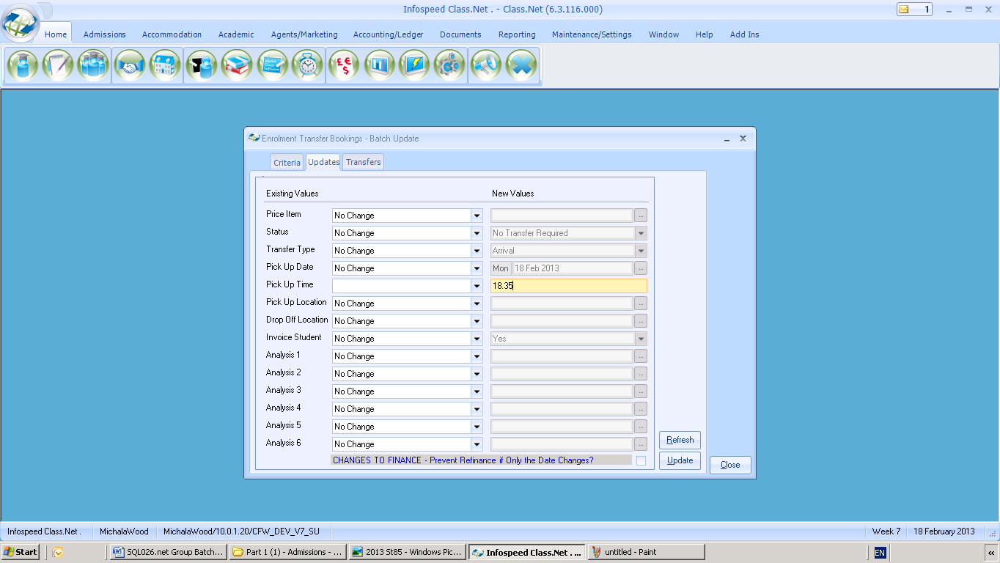 Infospeed Class.Net . - Class.Net (6.3.116.000)
1
Home Admissions Accommodation Academic Agents/Marketing Accounting/Ledger Documents Reporting Maintenance/Settings Window Help Add Ins
Enrolment Transfer Bookings - Batch Update
Criteria Updates Transfers
Existing Values New Values
Price Item No Change ...
Status No Change No Transfer Required
Transfer Type No Change Arrival
Pick Up Date No Change Mon 18 Feb 2013 ...
Pick Up Time 18.35
Pick Up Location No Change ...
Drop Off Location No Change ...
Invoice Student No Change Yes
Analysis 1 No Change ...
Analysis 2 No Change ...
Analysis 3 No Change ...
Analysis 4 No Change ...
Analysis 5 No Change ...
Analysis 6 No Change ...
Refresh
CHANGES TO FINANCE - Prevent Refinance if Only the Date Changes?
Update
Close
Infospeed Class.Net . MichalaWood MichalaWood/10.0.1.20/CFW_DEV_V7_SU Week 7 18 February 2013
Start SQL026.net Group Batch... Part 1 (1) - Admissions - ... 2013 St85 - Windows Pic... Infospeed Class.Net . ... untitled - Paint EN «